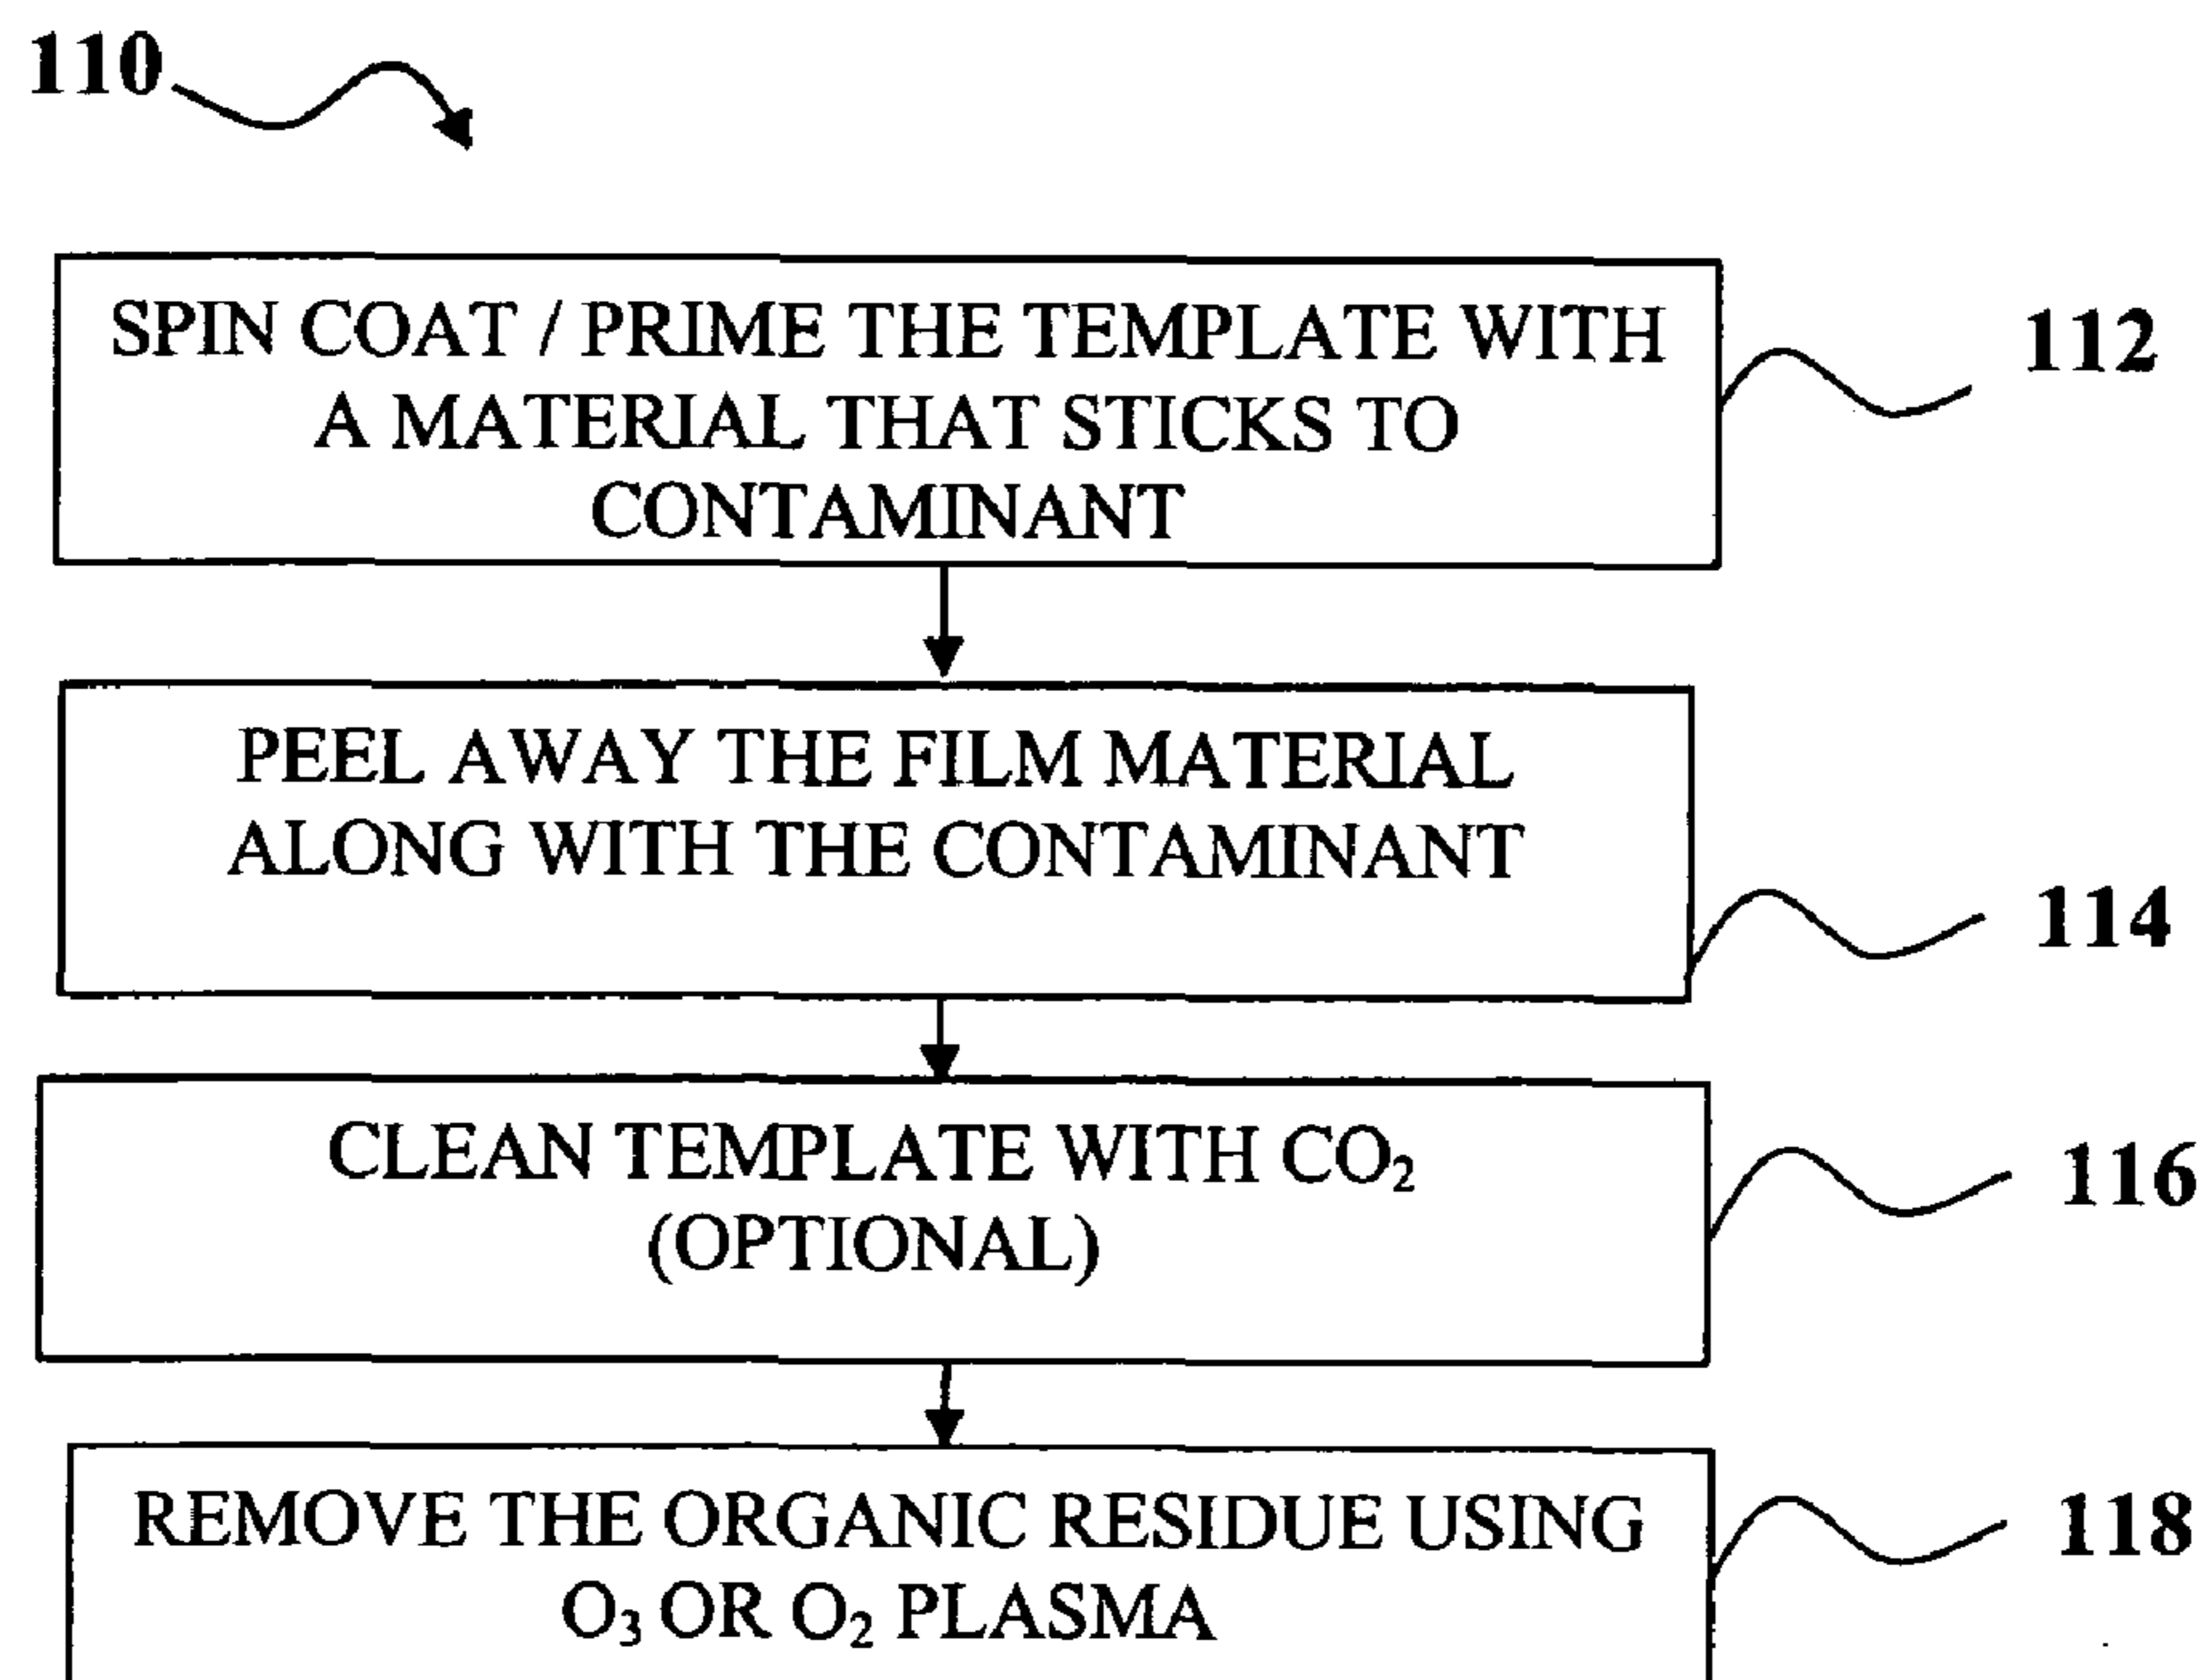 110
SPIN COAT / PRIME THE TEMPLATE WITH
A MATERIAL THAT STICKS TO
CONTAMINANT
112
PEEL AWAY THE FILM MATERIAL
ALONG WITH THE CONTAMINANT
114
CLEAN TEMPLATE WITH CO₂
(OPTIONAL)
116
REMOVE THE ORGANIC RESIDUE USING
O₃ OR O₂ PLASMA
118